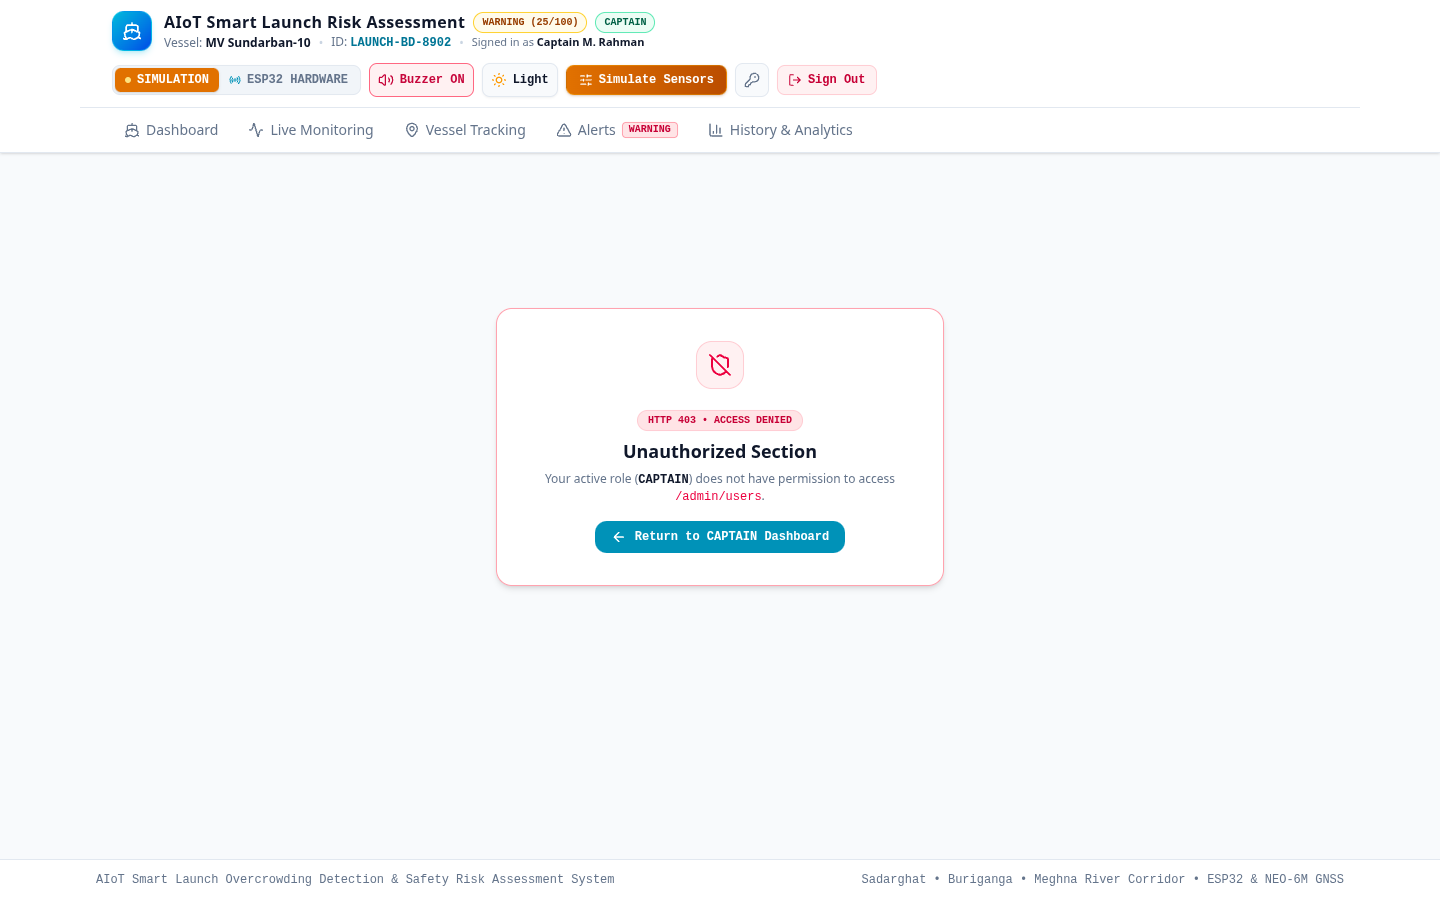 AIoT Smart Launch Risk Assessment WARNING (25/100) CAPTAIN
Vessel: MV Sundarban-10 • ID: LAUNCH-BD-8902 • Signed in as Captain M. Rahman
SIMULATION ESP32 HARDWARE Buzzer ON Light Simulate Sensors Sign Out
Dashboard Live Monitoring Vessel Tracking Alerts WARNING History & Analytics
HTTP 403 • ACCESS DENIED
Unauthorized Section
Your active role (CAPTAIN) does not have permission to access
/admin/users.
Return to CAPTAIN Dashboard
AIoT Smart Launch Overcrowding Detection & Safety Risk Assessment System
Sadarghat • Buriganga • Meghna River Corridor • ESP32 & NEO-6M GNSS